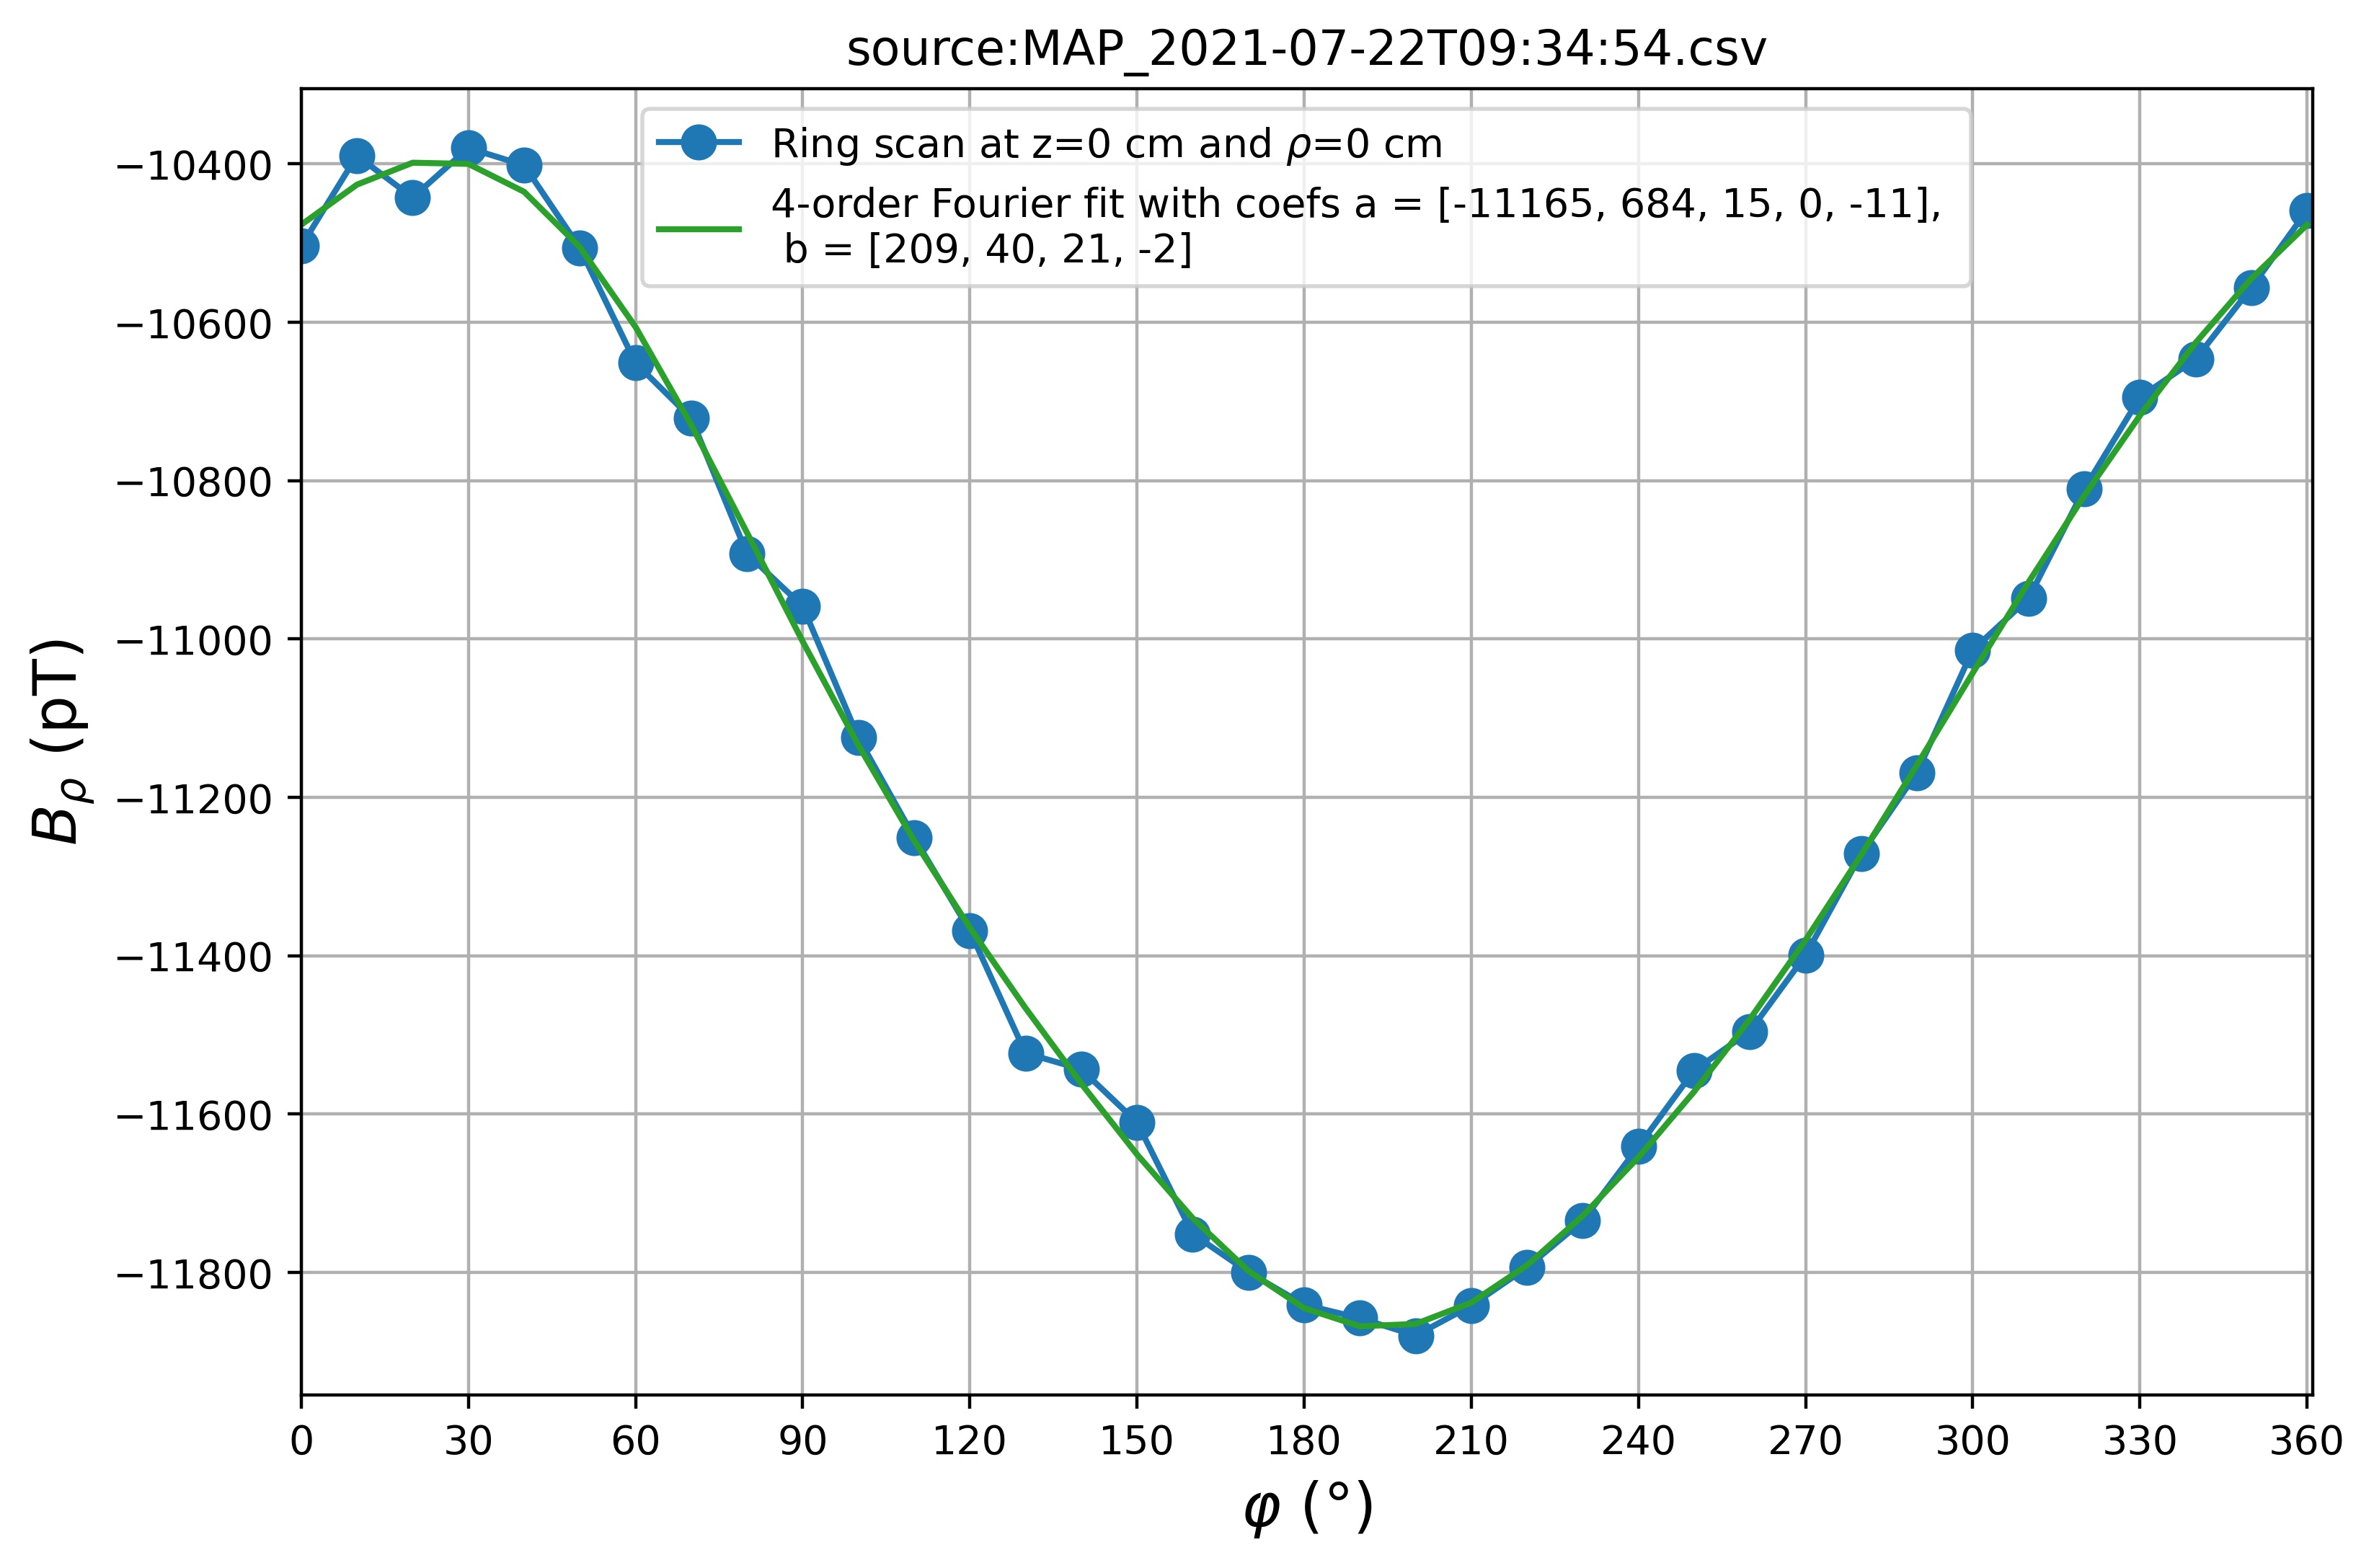 source:MAP_2021-07-22T09:34:54.csv
Ring scan at z=0 cm and ρ=0 cm
4-order Fourier fit with coefs a = [-11165, 684, 15, 0, -11],
b = [209, 40, 21, -2]
−10400
−10600
−10800
−11000
−11200
−11400
−11600
−11800
Bρ (pT)
0 30 60 90 120 150 180 210 240 270 300 330 360
φ (°)